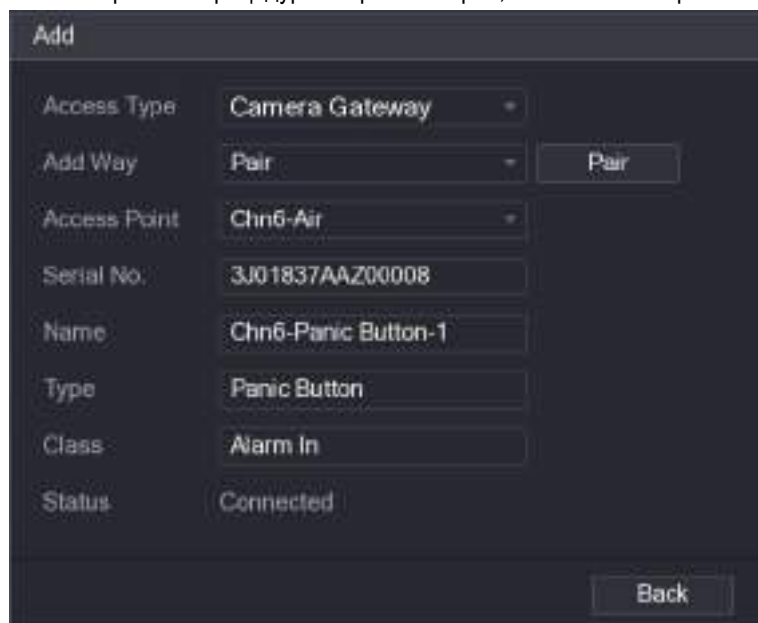 Add
Access Type Camera Gateway
Add Way Pair Pair
Access Point Chn6-Air
Serial No. 3J01837AAZ00008
Name Chn6-Panic Button-1
Type Panic Button
Class Alarm In
Status Connected
Back